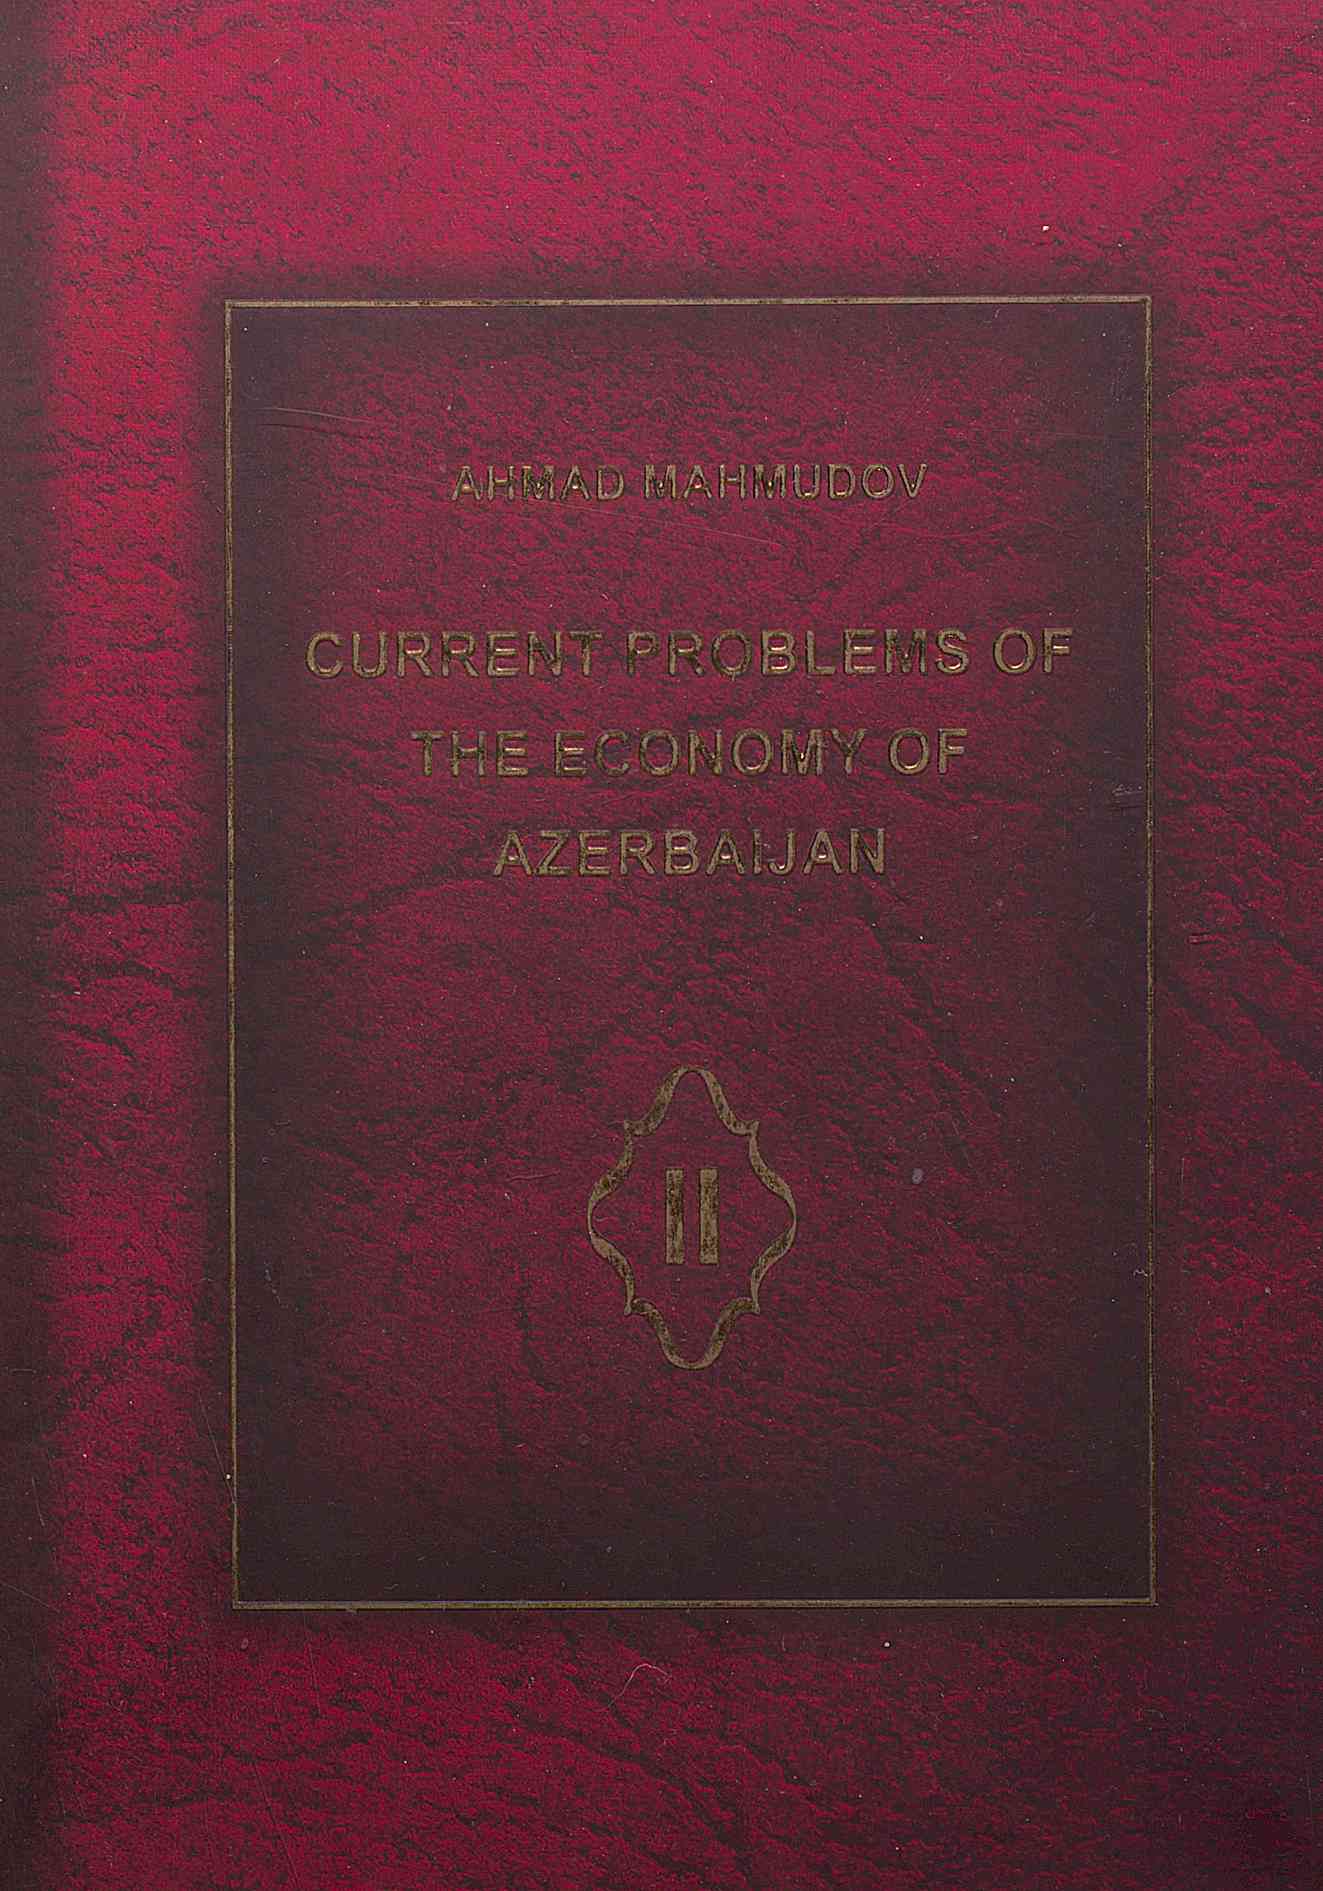 AHMAD MAHMUDOV
CURRENT PROBLEMS OF
THE ECONOMY OF
AZERBAIJAN
II